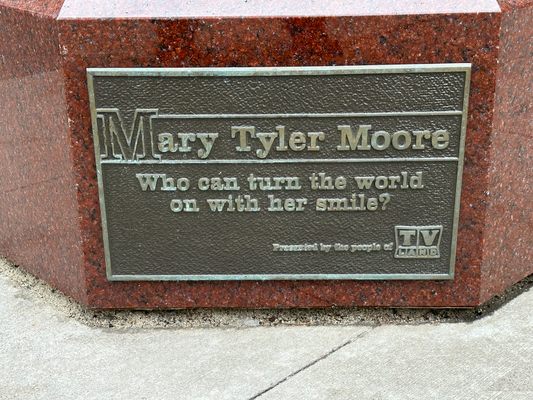 Mary Tyler Moore
Who can turn the world
on with her smile?
Presented by the people of
TV
LAND